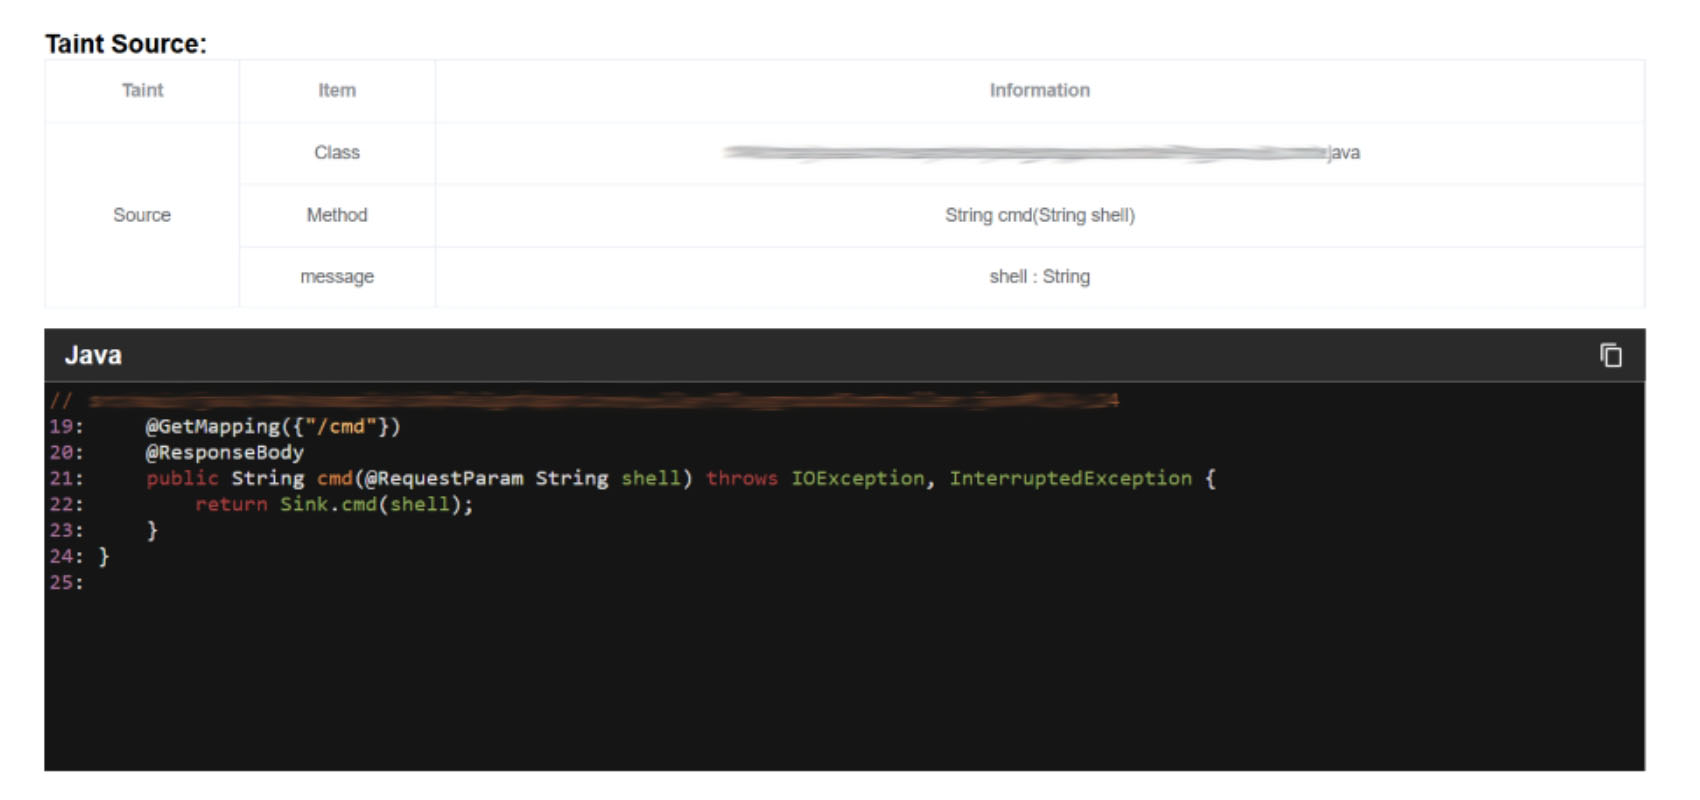 Taint Source:
Taint Item Information
Class java
Source Method String cmd(String shell)
message shell : String
Java
//
19: @GetMapping({"/cmd"})
20: @ResponseBody
21: public String cmd(@RequestParam String shell) throws IOException, InterruptedException {
22: return Sink.cmd(shell);
23: }
24: }
25: